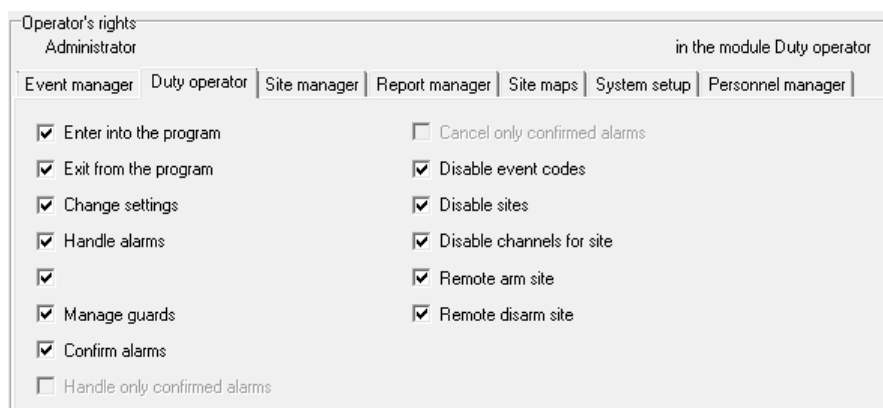 Operator's rights
Administrator in the module Duty operator
Event manager Duty operator Site manager Report manager Site maps System setup Personnel manager
Enter into the program
Exit from the program
Change settings
Handle alarms
Manage guards
Confirm alarms
Handle only confirmed alarms
Cancel only confirmed alarms
Disable event codes
Disable sites
Disable channels for site
Remote arm site
Remote disarm site